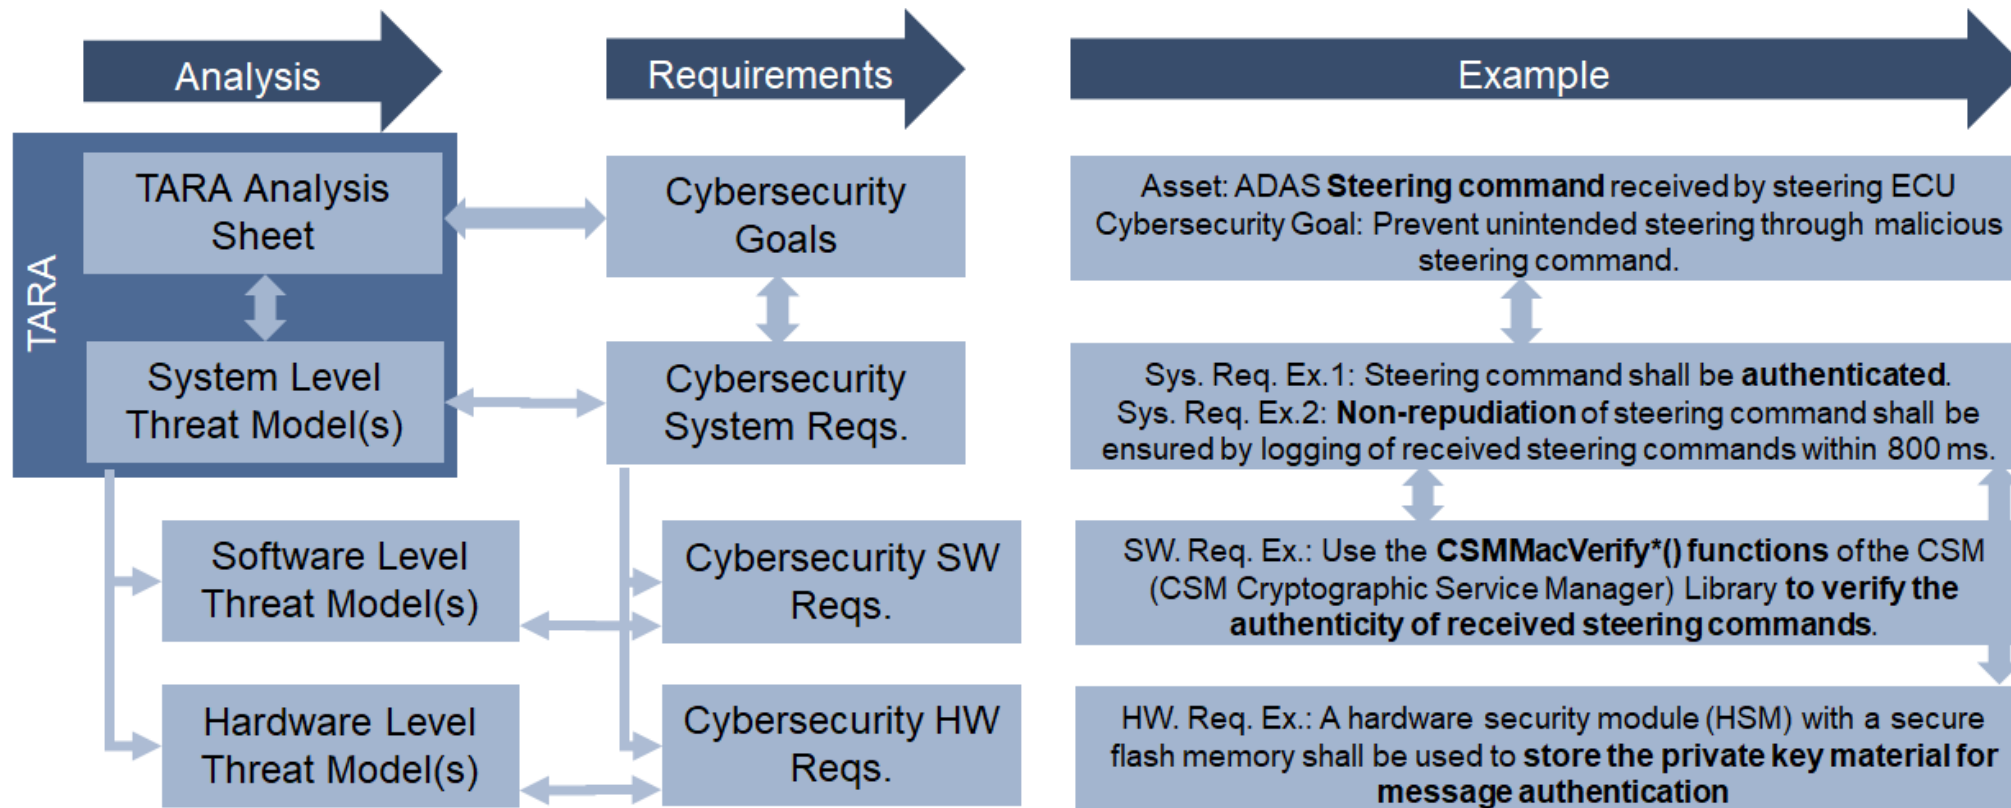 Analysis
Requirements
Example
TARA
TARA Analysis
Sheet
Cybersecurity
Goals
Asset: ADAS Steering command received by steering ECU
Cybersecurity Goal: Prevent unintended steering through malicious
steering command.
System Level
Threat Model(s)
Cybersecurity
System Reqs.
Sys. Req. Ex.1: Steering command shall be authenticated.
Sys. Req. Ex.2: Non-repudiation of steering command shall be
ensured by logging of received steering commands within 800 ms.
Software Level
Threat Model(s)
Cybersecurity SW
Reqs.
SW. Req. Ex.: Use the CSMMacVerify*() functions of the CSM
(CSM Cryptographic Service Manager) Library to verify the
authenticity of received steering commands.
Hardware Level
Threat Model(s)
Cybersecurity HW
Reqs.
HW. Req. Ex.: A hardware security module (HSM) with a secure
flash memory shall be used to store the private key material for
message authentication